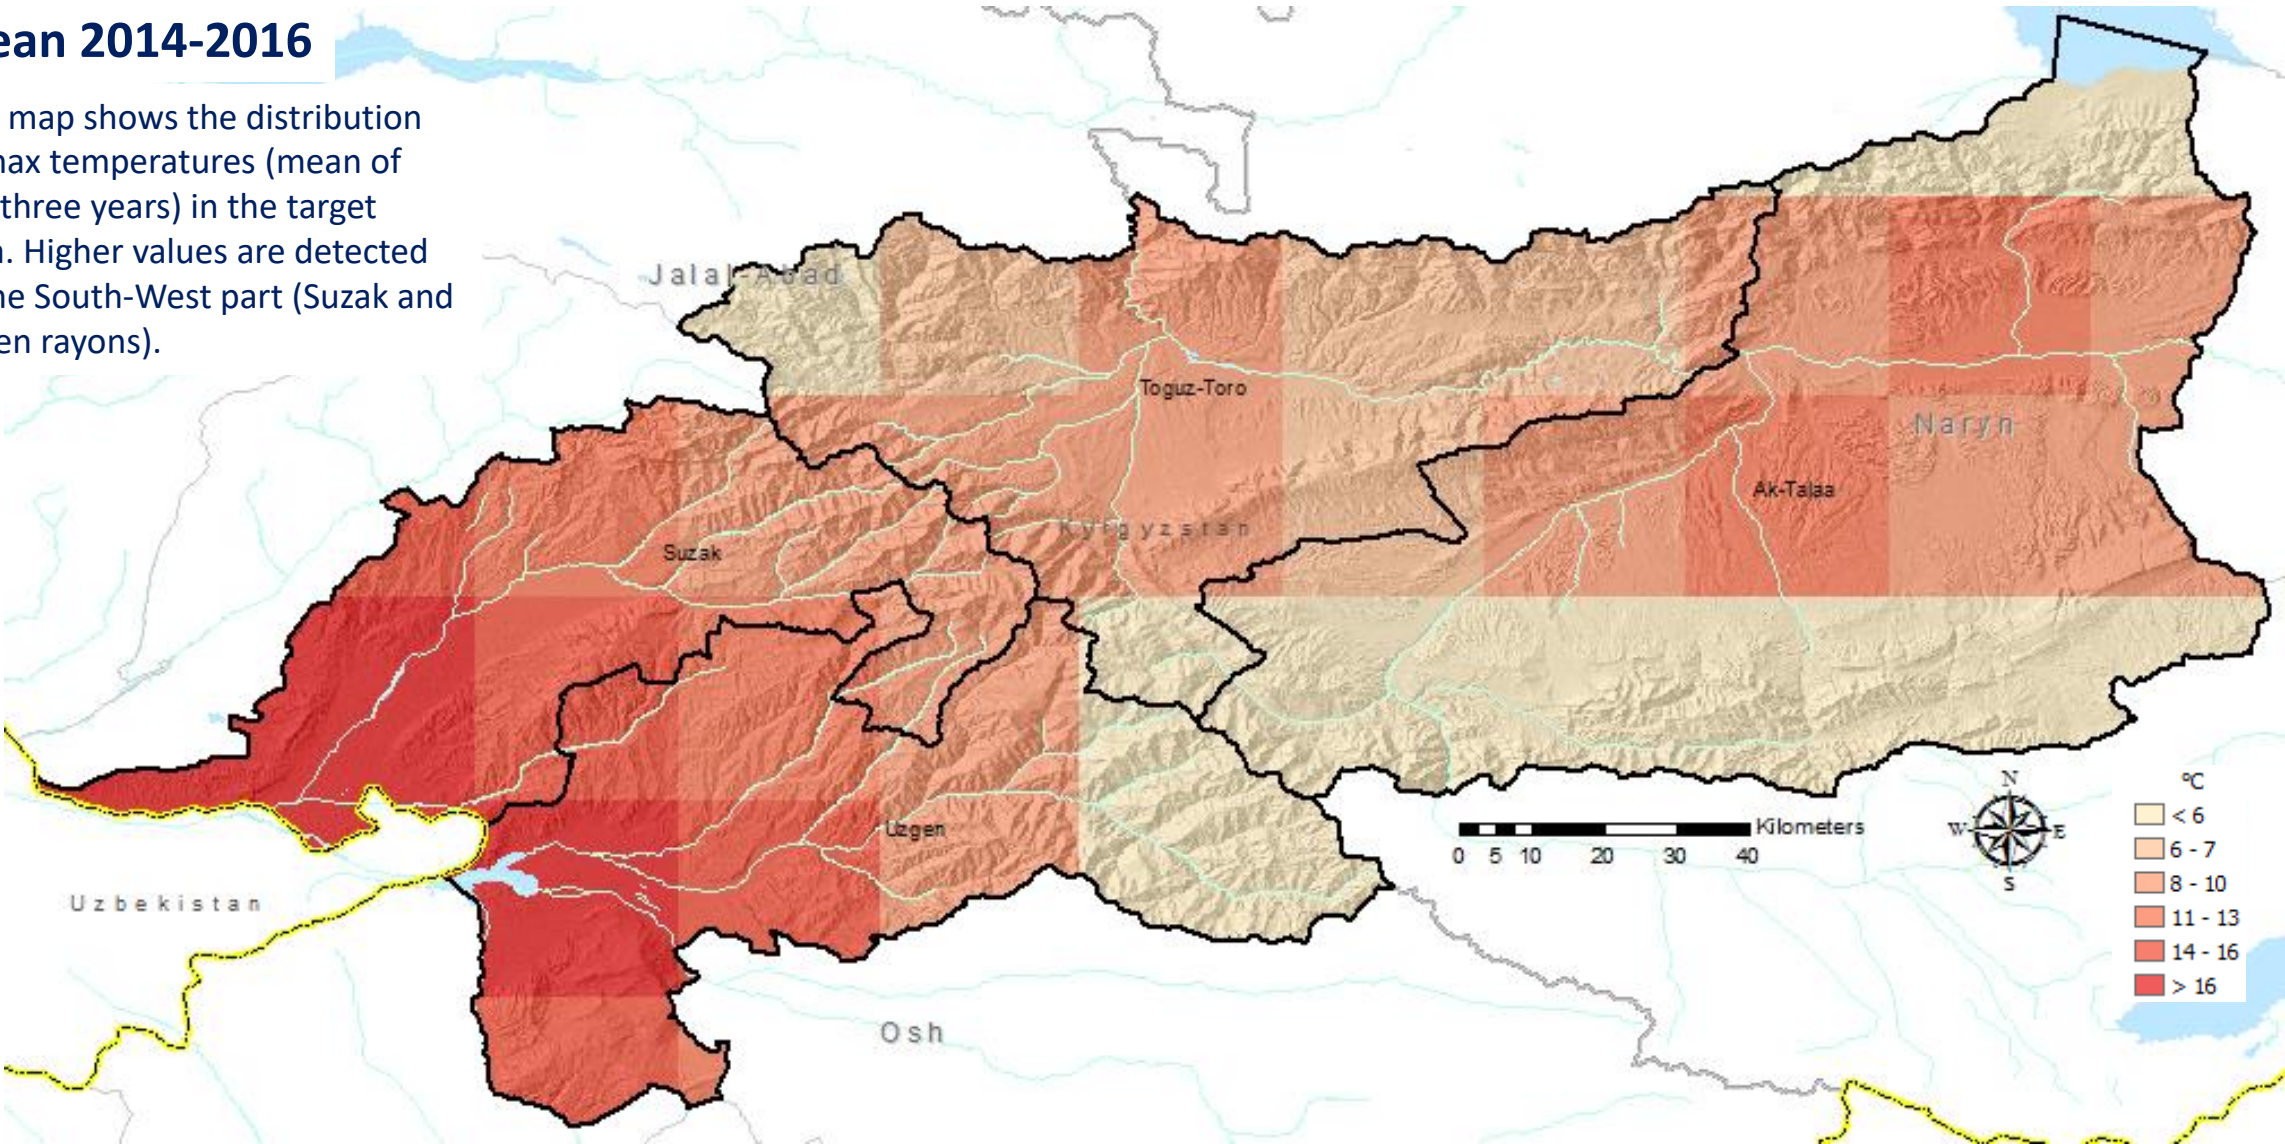 ean 2014-2016
map shows the distribution
max temperatures (mean of
three years) in the target
n. Higher values are detected
he South-West part (Suzak and
en rayons).
Jalal-Abad
Toguz-Toro
Naryn
Ak-Talaa
Kyrgyzstan
Suzak
Uzgen
Uzbekistan
Osh
Kilometers
0 5 10 20 30 40
N
W E
S
ºC
< 6
6 - 7
8 - 10
11 - 13
14 - 16
> 16